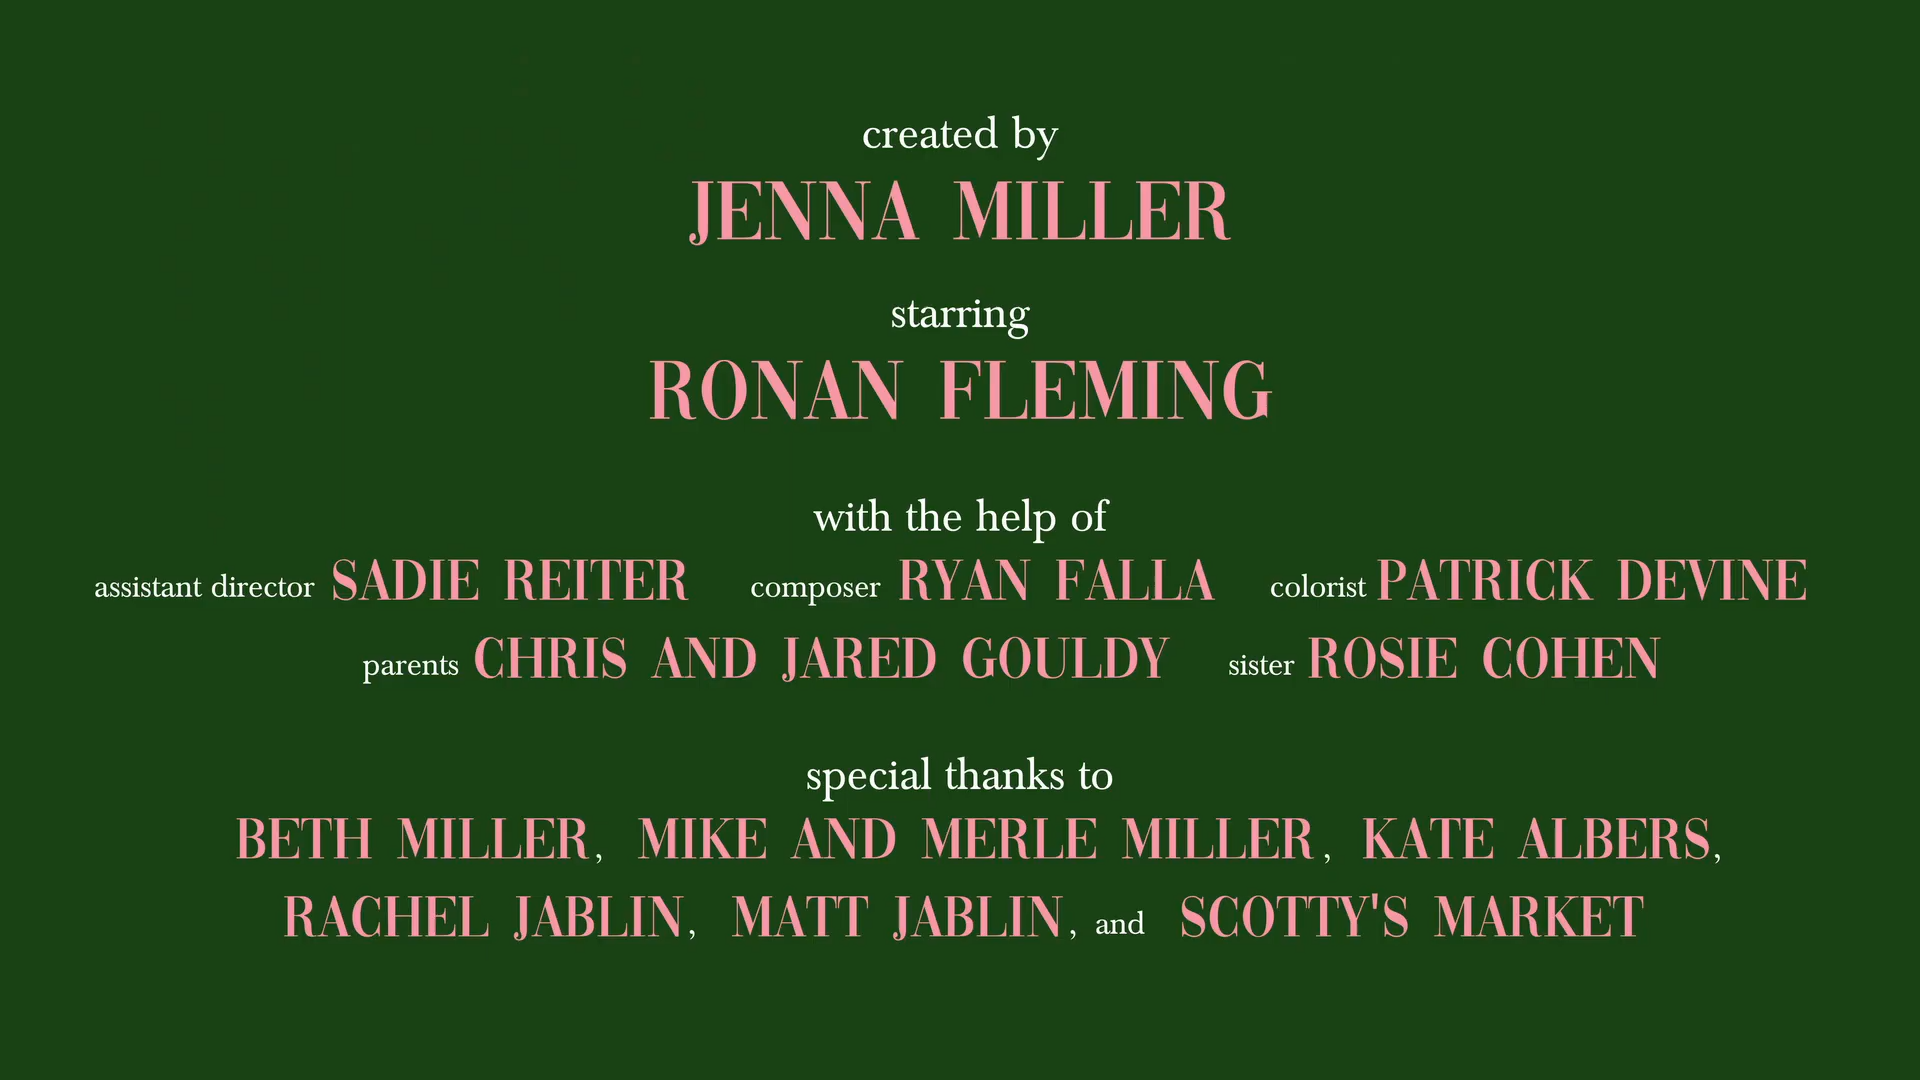 created by
JENNA MILLER
starring
RONAN FLEMING
with the help of
assistant director SADIE REITER composer RYAN FALLA colorist PATRICK DEVINE
parents CHRIS AND JARED GOULDY sister ROSIE COHEN
special thanks to
BETH MILLER, MIKE AND MERLE MILLER, KATE ALBERS,
RACHEL JABLIN, MATT JABLIN, and SCOTTY'S MARKET